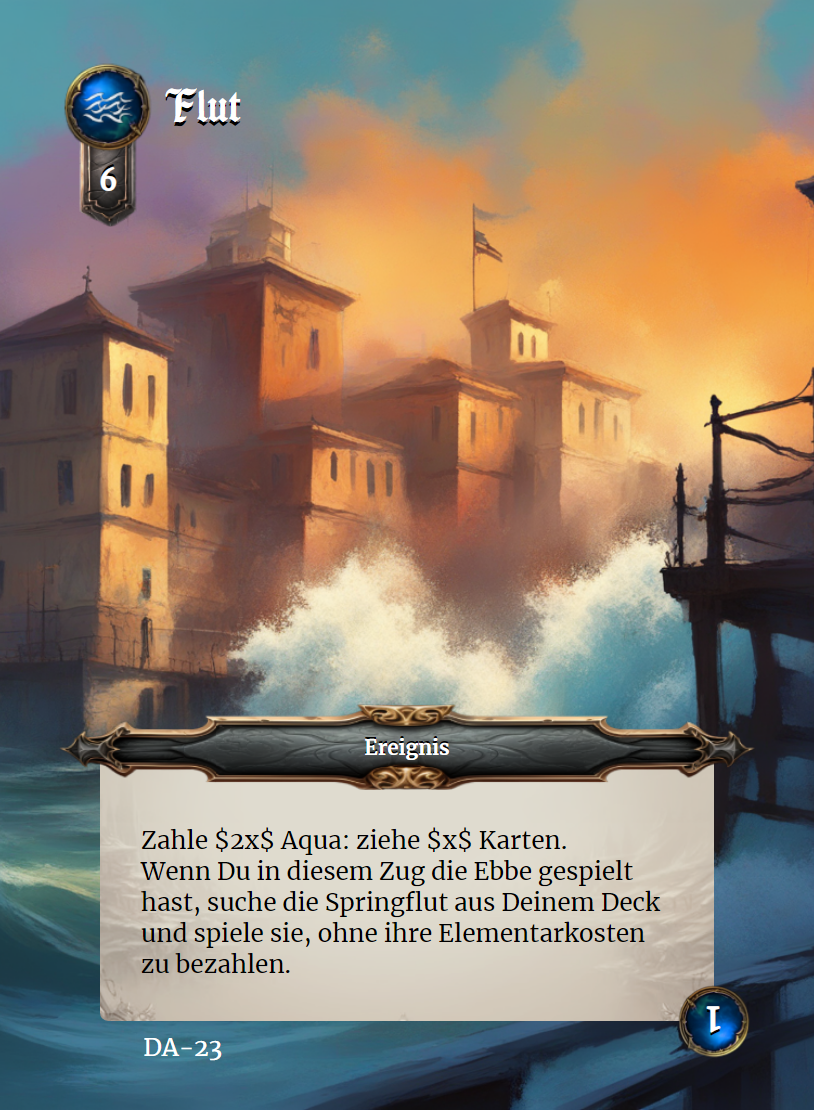 Flut
6
Ereignis
Zahle $2x$ Aqua: ziehe $x$ Karten.
Wenn Du in diesem Zug die Ebbe gespielt
hast, suche die Springflut aus Deinem Deck
und spiele sie, ohne ihre Elementarkosten
zu bezahlen.
1
DA-23